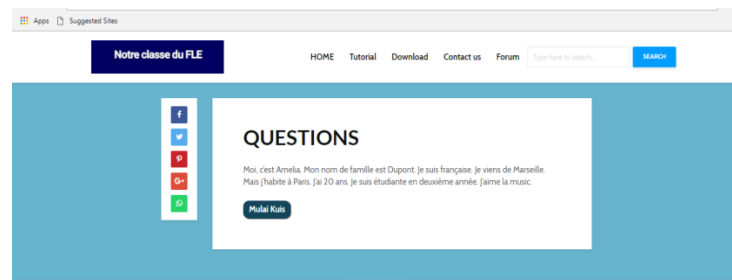 Apps Suggested Sites
Notre classe du FLE HOME Tutorial Download Contact us Forum Type here to search... SEARCH
QUESTIONS
Moi, c'est Amelia. Mon nom de famille est Dupont. Je suis française. Je viens de Marseille.
Mais j'habite à Paris. J'ai 20 ans. Je suis étudiante en deuxième année. J'aime la music.
Mulai Kuis